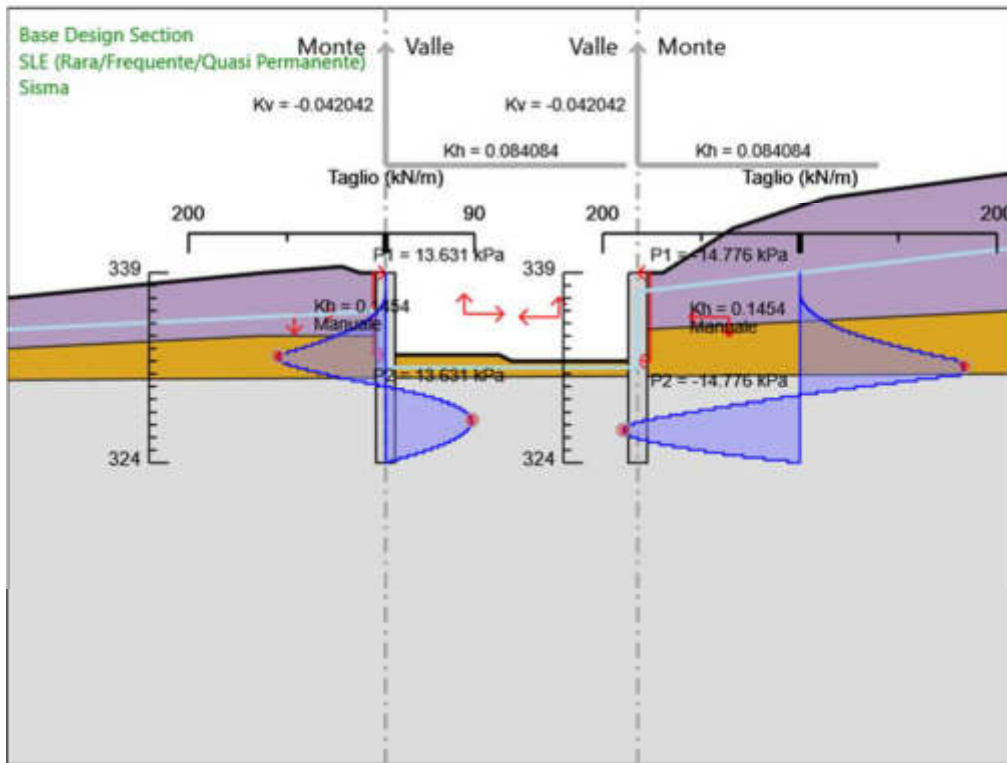 Base Design Section
SLE (Rara/Frequente/Quasi Permanente)
Sisma
Monte Valle
Valle Monte
Kv = -0.042042
Kv = -0.042042
Kh = 0.084084
Kh = 0.084084
Taglio (kN/m)
Taglio (kN/m)
200 90
200 200
P1 = 13.631 kPa
P1 = -14.776 kPa
339
339
Kh = 0.1454
Manuale
Kh = 0.1454
Manuale
P2 = 13.631 kPa
P2 = -14.776 kPa
324
324